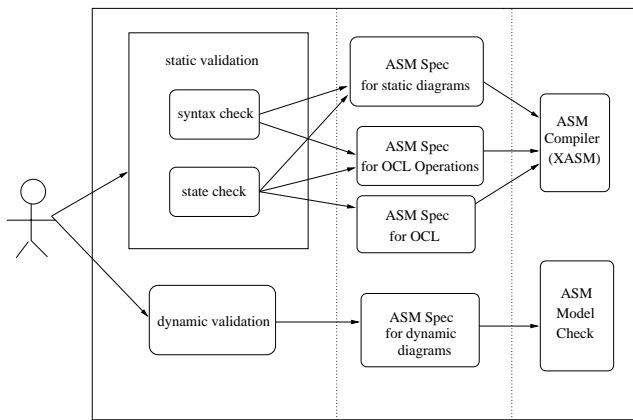 static validation
syntax check
state check
dynamic validation
ASM Spec
for static diagrams
ASM Spec
for OCL Operations
ASM Spec
for OCL
ASM Spec
for dynamic
diagrams
ASM
Compiler
(XASM)
ASM
Model
Check